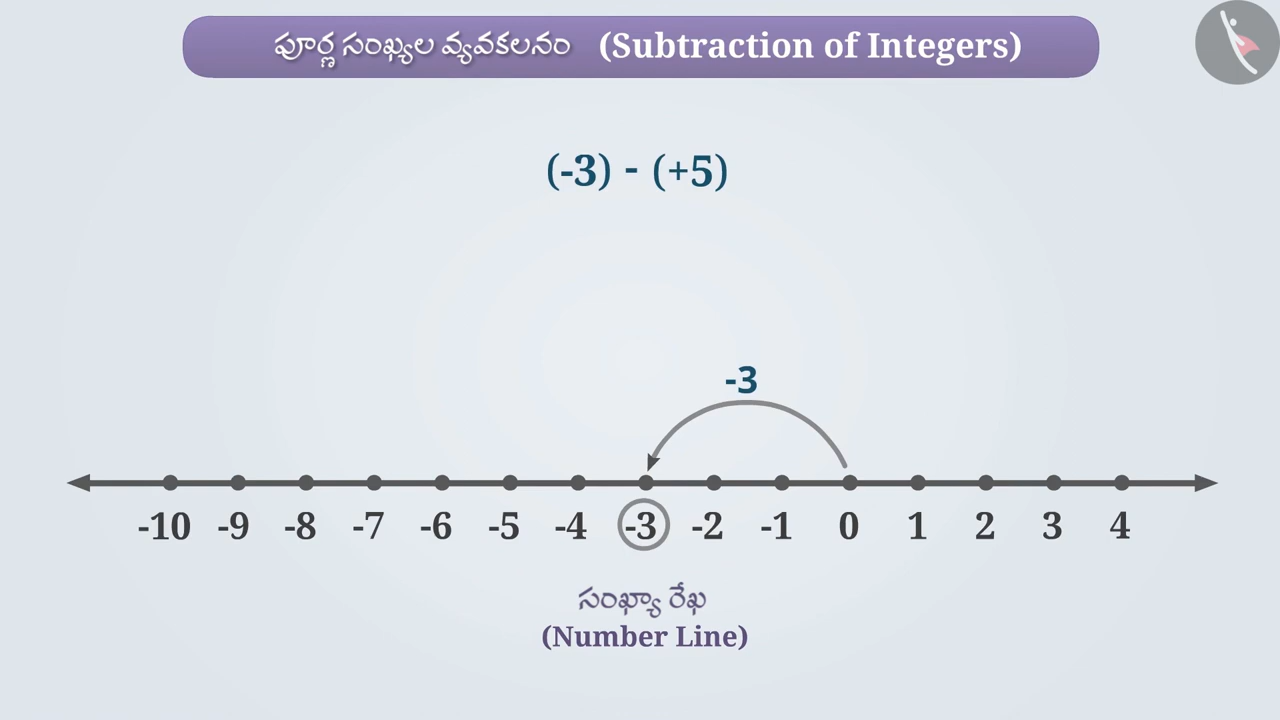 పూర్ణ సంఖ్యల వ్యవకలనం (Subtraction of Integers)
(-3) - (+5)
-3
-10 -9 -8 -7 -6 -5 -4 -3 -2 -1 0 1 2 3 4
సంఖ్యా రేఖ
(Number Line)